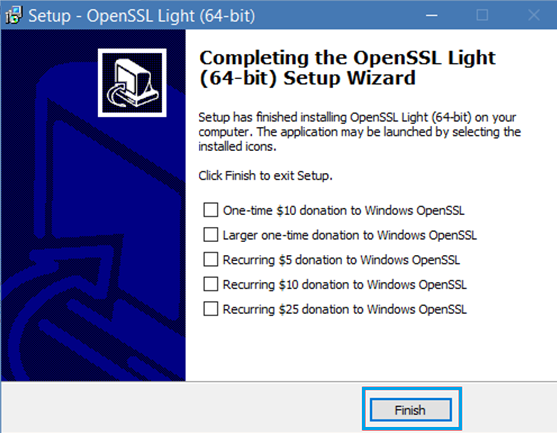 Setup - OpenSSL Light (64-bit)
Completing the OpenSSL Light
(64-bit) Setup Wizard
Setup has finished installing OpenSSL Light (64-bit) on your
computer. The application may be launched by selecting the
installed icons.
Click Finish to exit Setup.
One-time $10 donation to Windows OpenSSL
Larger one-time donation to Windows OpenSSL
Recurring $5 donation to Windows OpenSSL
Recurring $10 donation to Windows OpenSSL
Recurring $25 donation to Windows OpenSSL
Finish